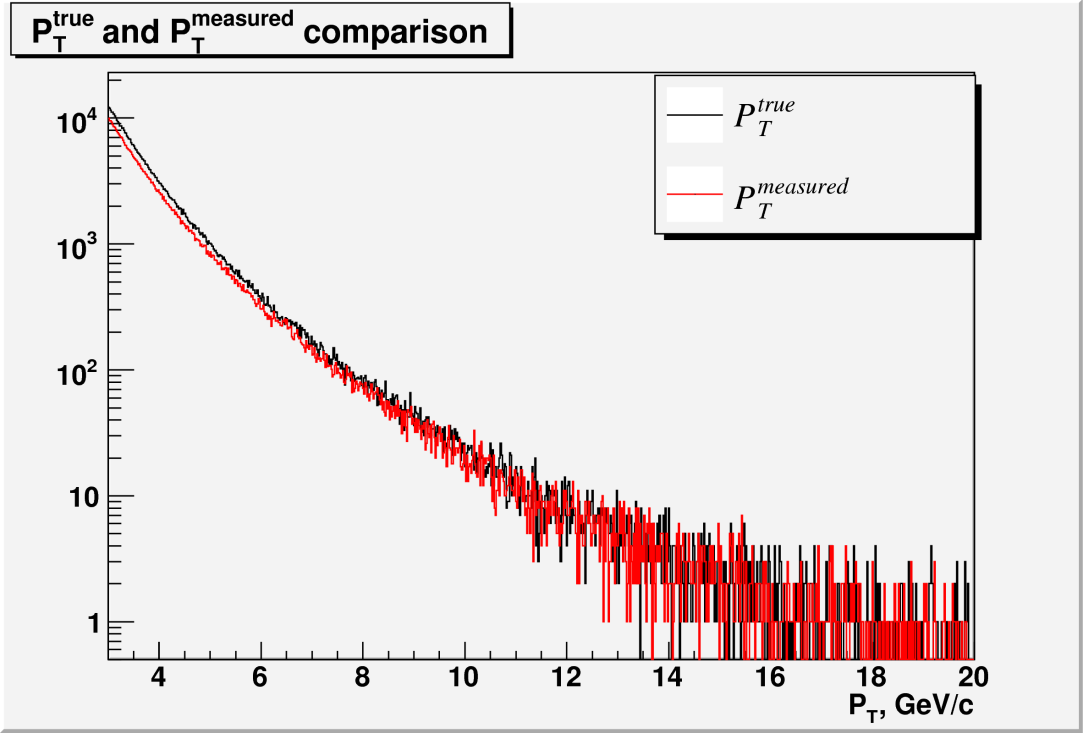 P_T^true and P_T^measured comparison
P_T^true
P_T^measured
10^4
10^3
10^2
10
1
4 6 8 10 12 14 16 18 20
P_T, GeV/c